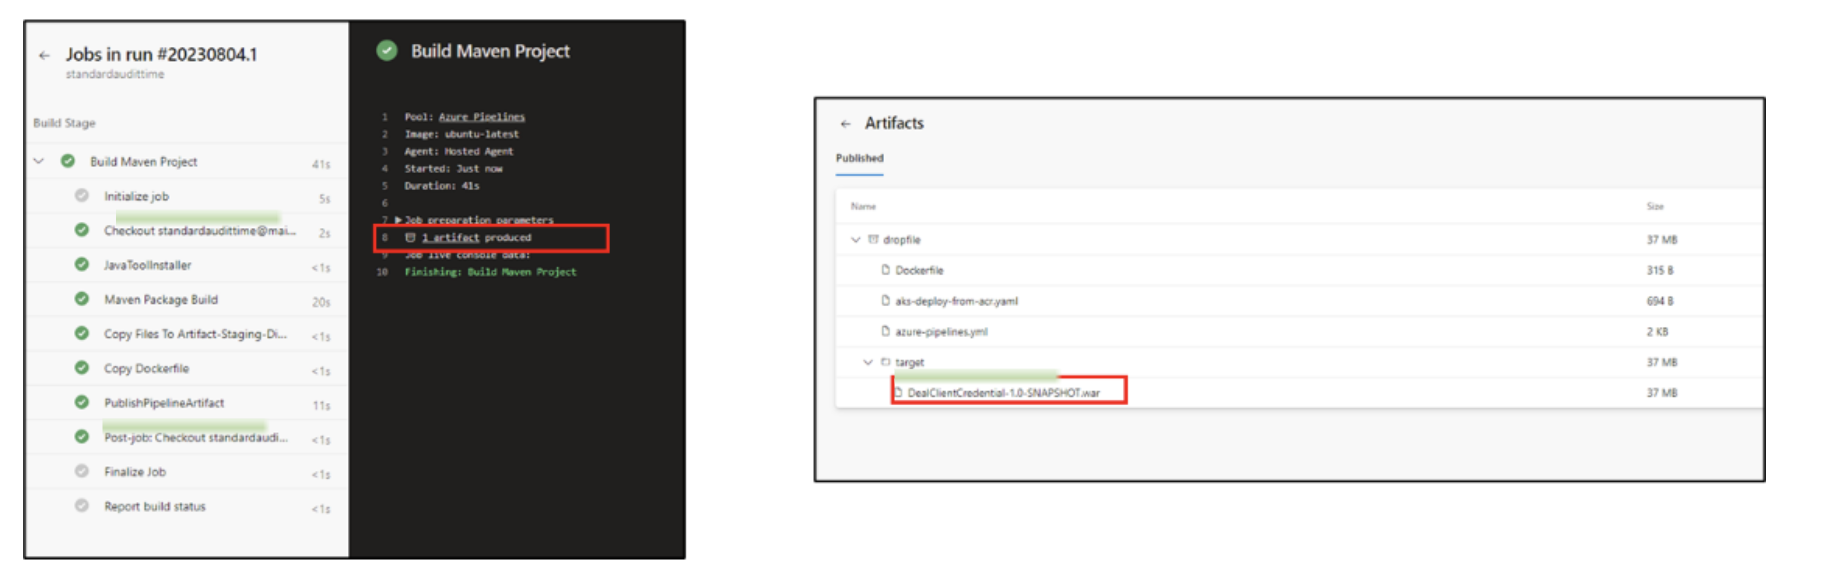 ← Jobs in run #20230804.1
standardaudittime
Build Stage
Build Maven Project 41s
Initialize job 5s
Checkout standardaudittime@mai... 2s
JavaToolInstaller <1s
Maven Package Build 20s
Copy Files To Artifact-Staging-Di... <1s
Copy Dockerfile <1s
PublishPipelineArtifact 11s
Post-job: Checkout standardaudi... <1s
Finalize Job <1s
Report build status <1s
Build Maven Project
1 Pool: Azure Pipelines
2 Image: ubuntu-latest
3 Agent: Hosted Agent
4 Started: Just now
5 Duration: 41s
6
7 Job preparation parameters
8 1 artifact produced
9 Job live console data:
10 Finishing: Build Maven Project
← Artifacts
Published
Name Size
dropfile 37 MB
Dockerfile 315 B
aks-deploy-from-acr.yaml 694 B
azure-pipelines.yml 2 KB
target 37 MB
DealClientCredential-1.0-SNAPSHOT.war 37 MB